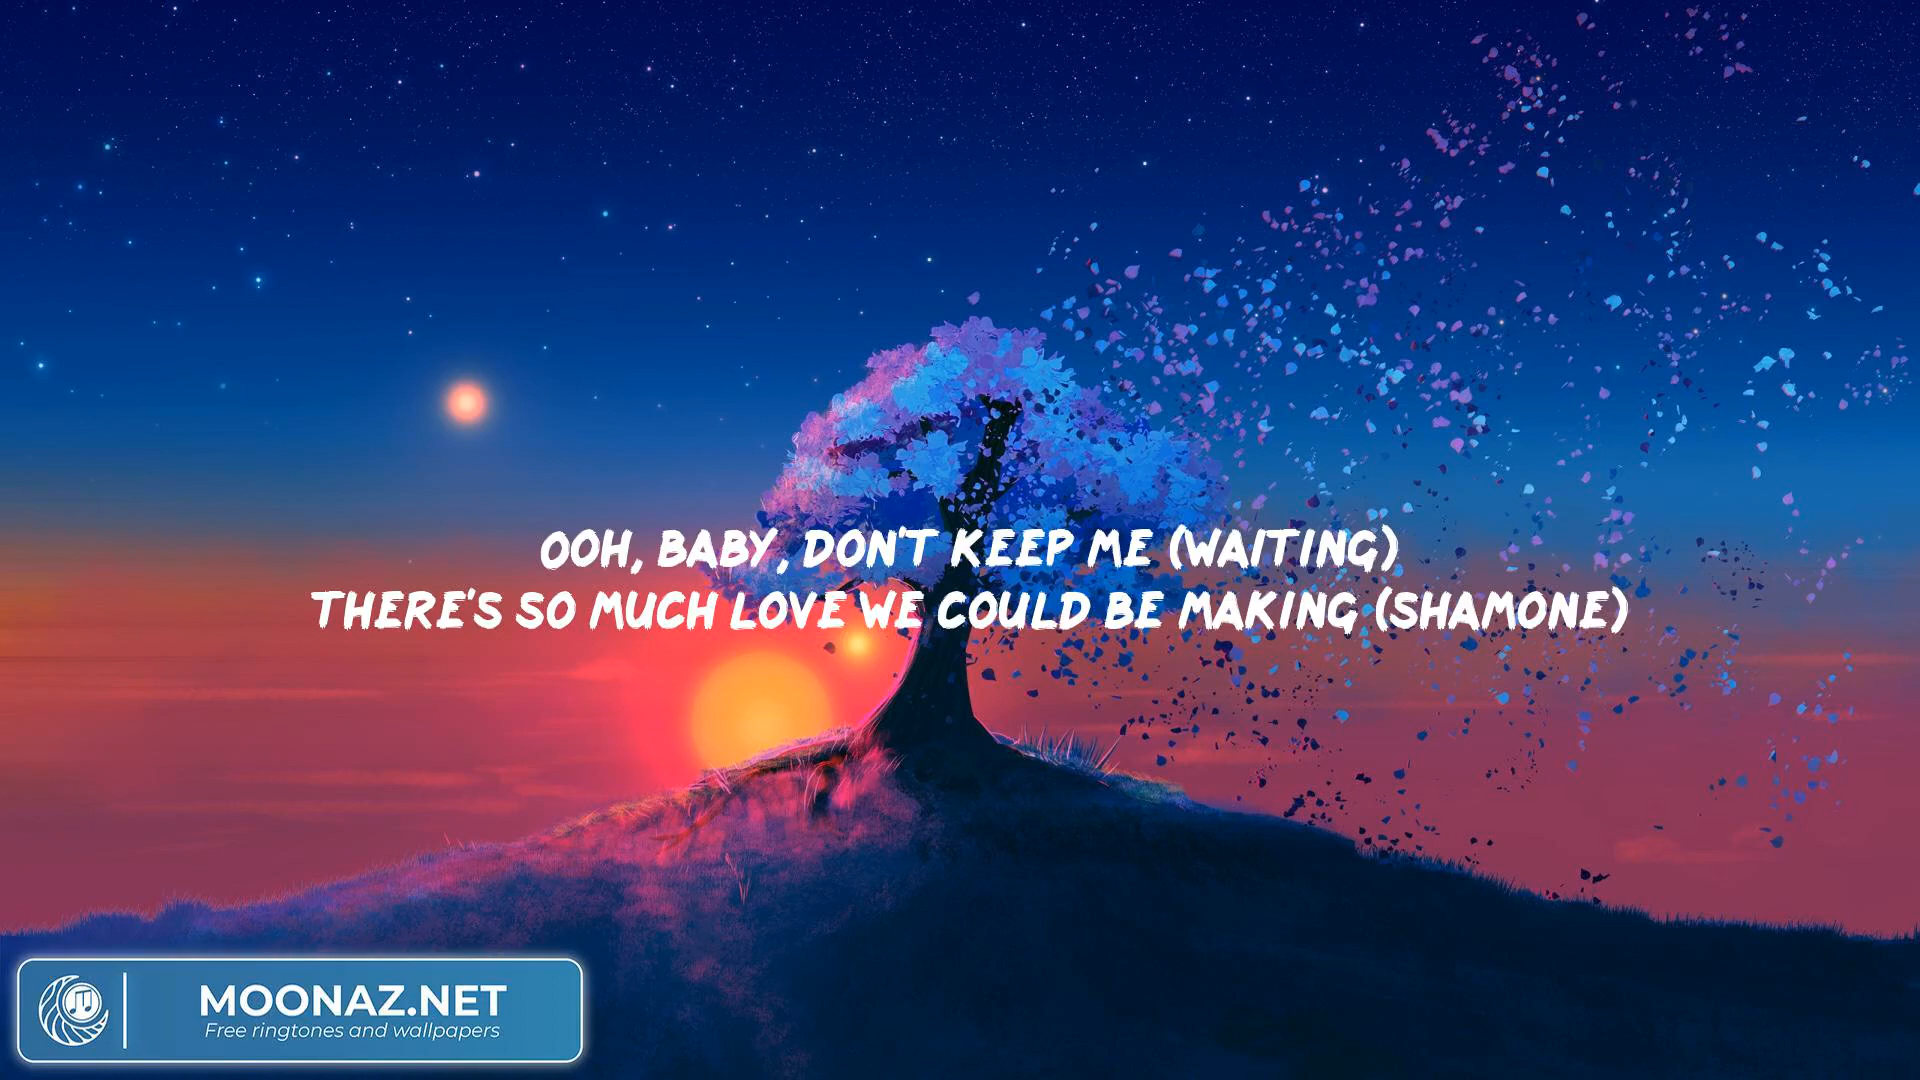 OOH, BABY, DON'T KEEP ME (WAITING)
THERE'S SO MUCH LOVE WE COULD BE MAKING (SHAMONE)
MOONAZ.NET
Free ringtones and wallpapers